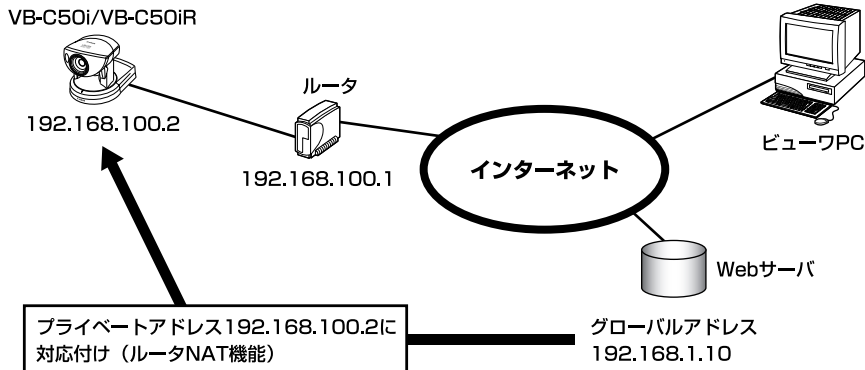 VB-C50i/VB-C50iR
192.168.100.2
ルータ
192.168.100.1
インターネット
ビューワPC
Webサーバ
プライベートアドレス192.168.100.2に
対応付け（ルータNAT機能）
グローバルアドレス
192.168.1.10